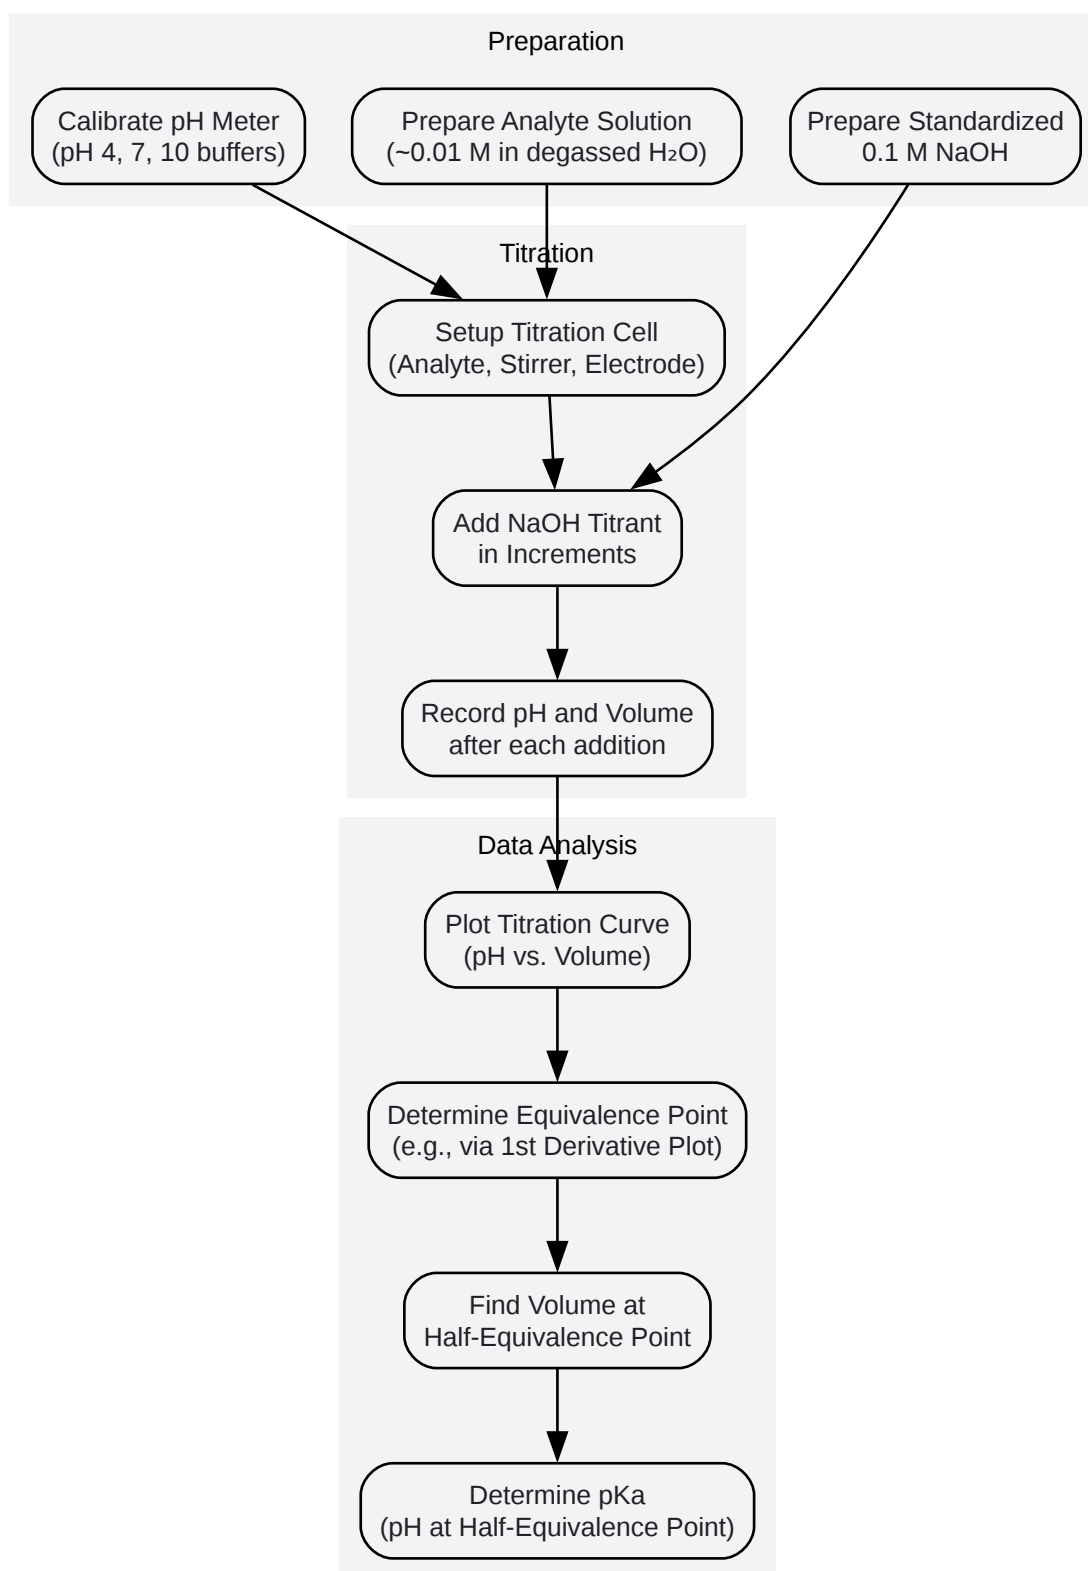 Preparation
Calibrate pH Meter
(pH 4, 7, 10 buffers)
Prepare Analyte Solution
(~0.01 M in degassed H₂O)
Prepare Standardized
0.1 M NaOH
Titration
Setup Titration Cell
(Analyte, Stirrer, Electrode)
Add NaOH Titrant
in Increments
Record pH and Volume
after each addition
Data Analysis
Plot Titration Curve
(pH vs. Volume)
Determine Equivalence Point
(e.g., via 1st Derivative Plot)
Find Volume at
Half-Equivalence Point
Determine pKa
(pH at Half-Equivalence Point)